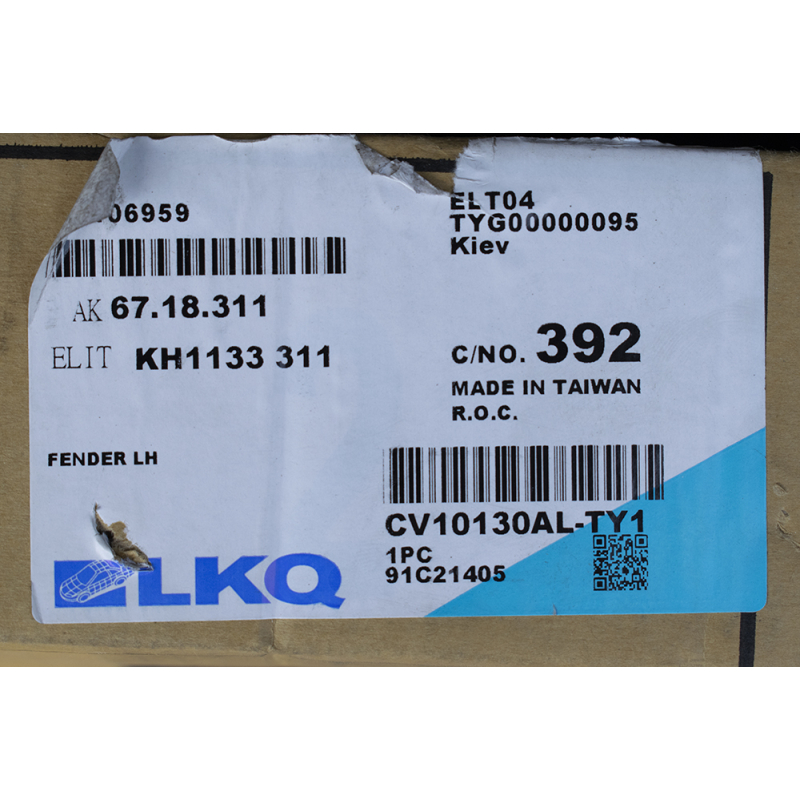 06959
AK 67.18.311
ELIT KH1133 311
FENDER LH
LKQ
ELT04
TYG00000095
Kiev
C/NO. 392
MADE IN TAIWAN
R.O.C.
CV10130AL-TY1
1PC
91C21405